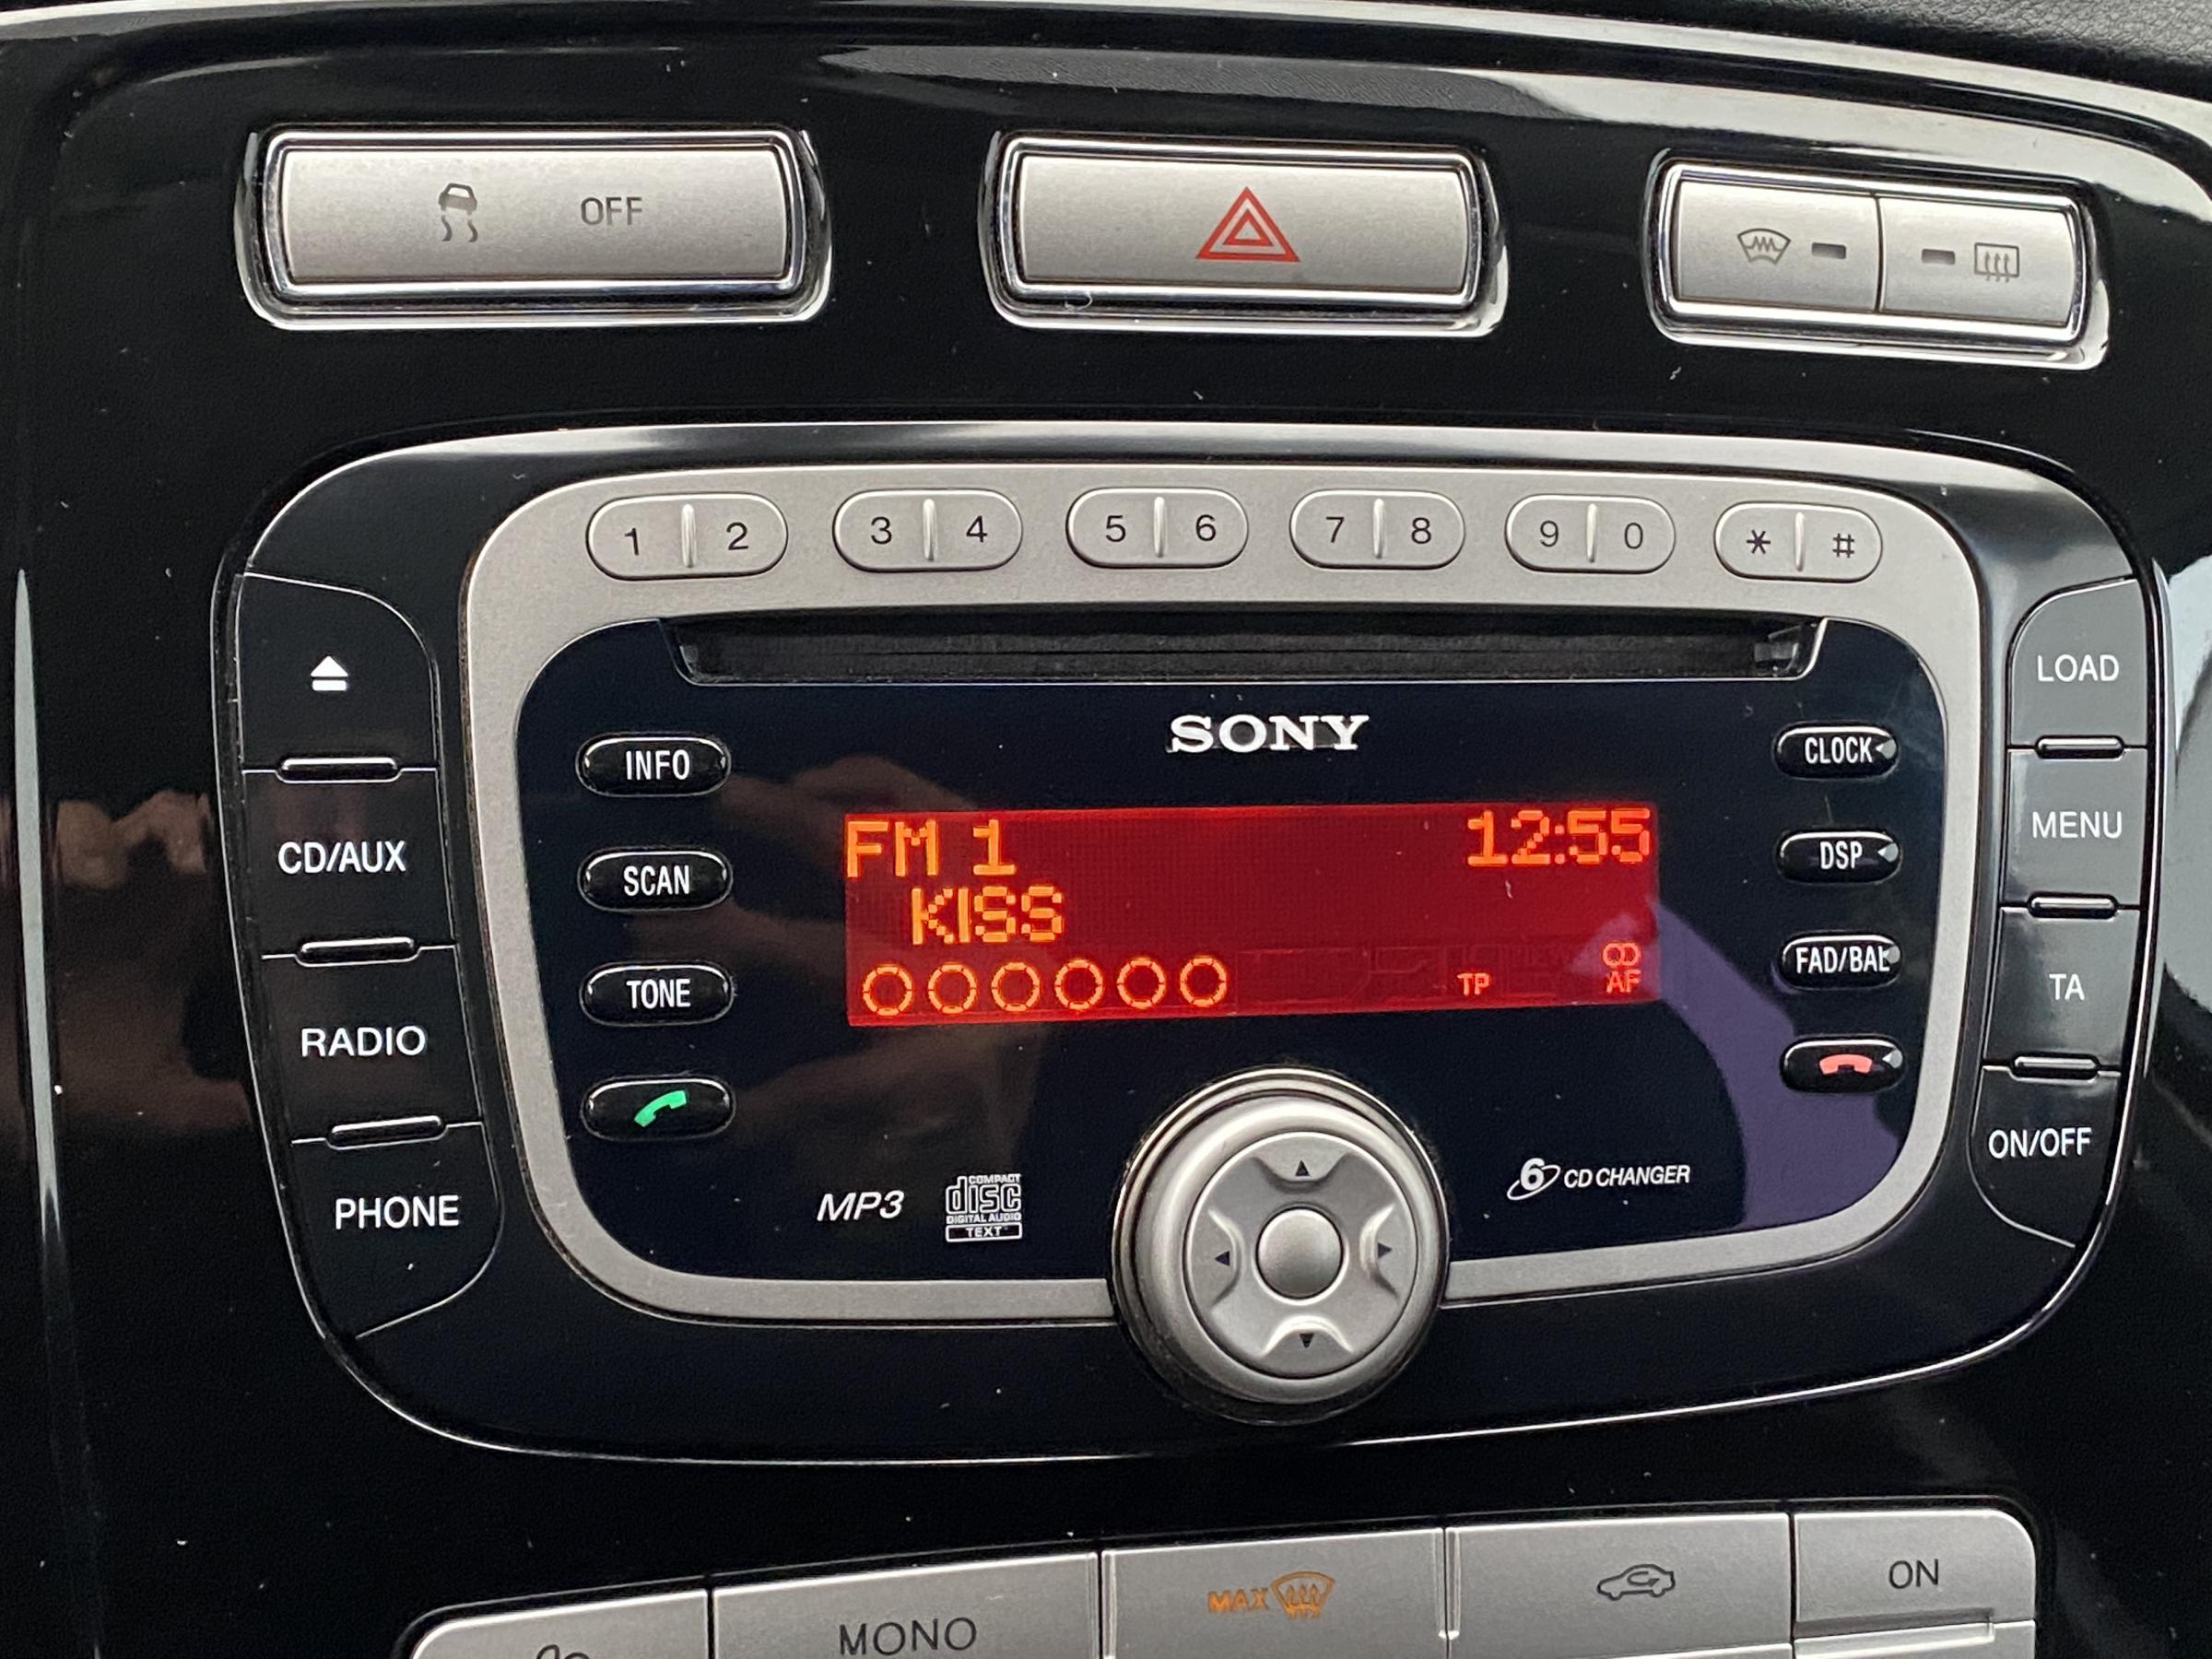 OFF
1 2 3 4 5 6 7 8 9 0 * #
SONY
LOAD
INFO
CLOCK
FM 1 12:55
MENU
CD/AUX
SCAN
DSP
KISS
TONE
FAD/BAL
TP
AF
TA
RADIO
ON/OFF
PHONE
MP3
COMPACT
disc
DIGITAL AUDIO
TEXT
6 CD CHANGER
MONO
MAX
ON